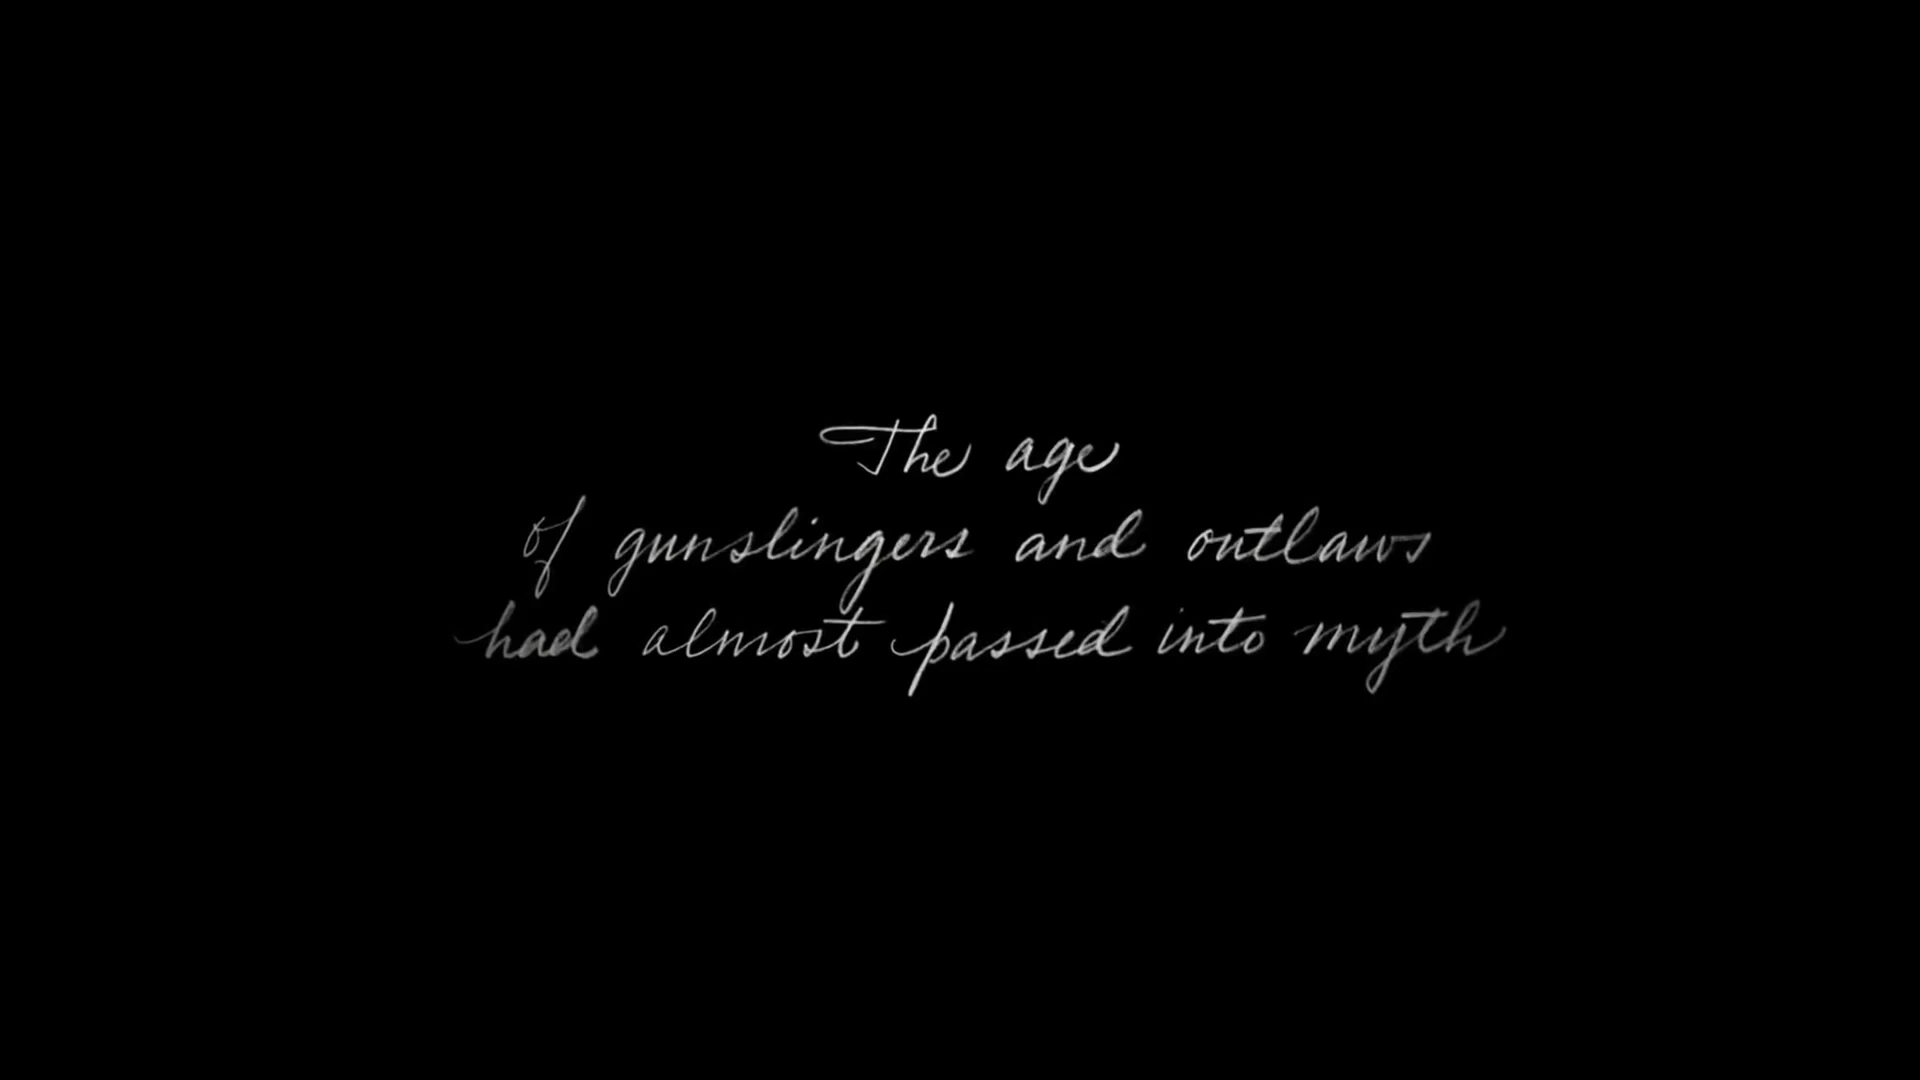 The age
of gunslingers and outlaws
had almost passed into myth